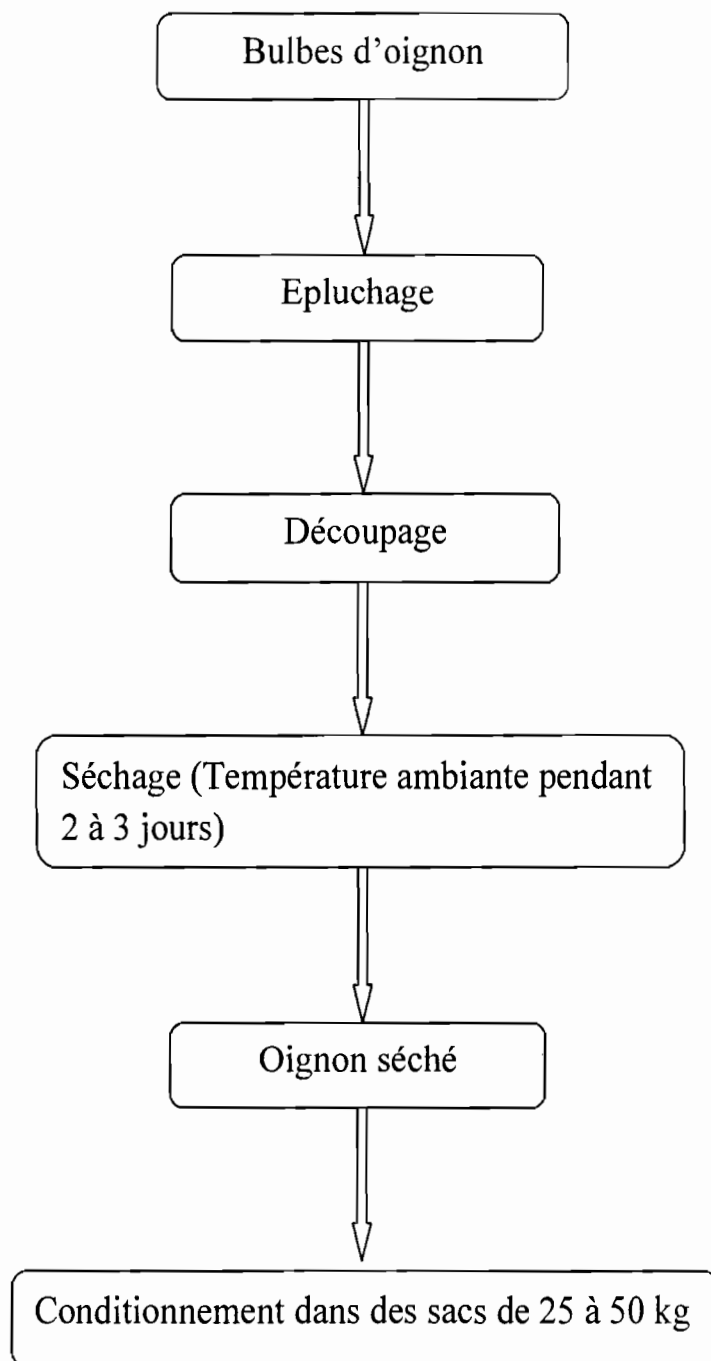 Bulbes d’oignon
Epluchage
Découpage
Séchage (Température ambiante pendant
2 à 3 jours)
Oignon séché
Conditionnement dans des sacs de 25 à 50 kg